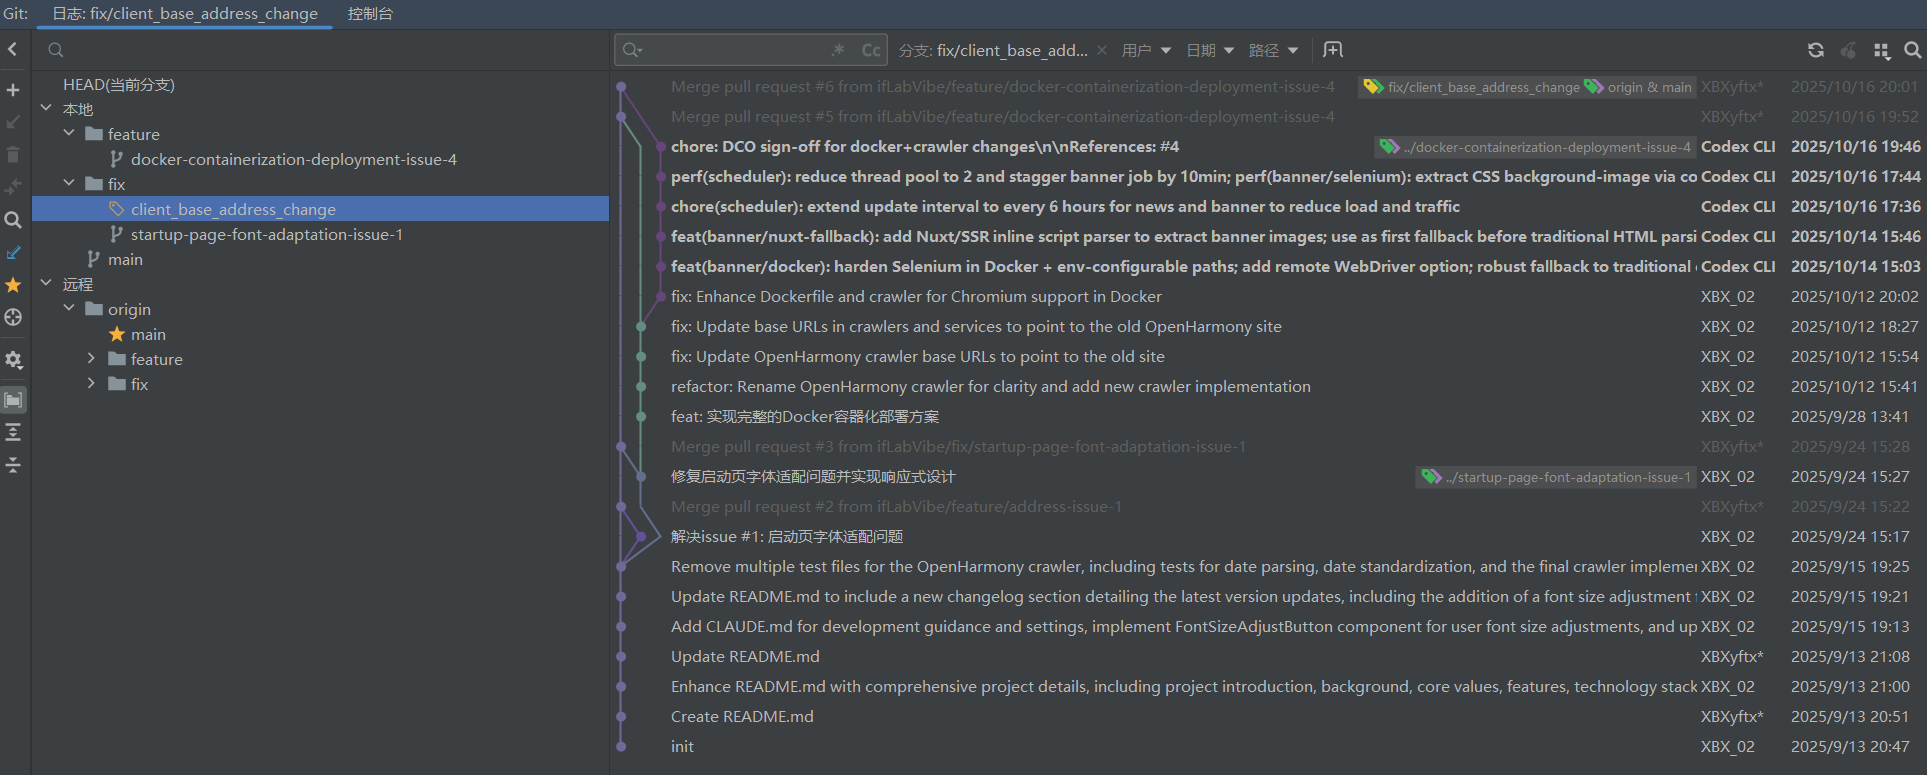 Git: 日志: fix/client_base_address_change 控制台
.* Cc 分支: fix/client_base_add... 用户 日期 路径
HEAD(当前分支)
本地
feature
docker-containerization-deployment-issue-4
fix
client_base_address_change
startup-page-font-adaptation-issue-1
main
远程
origin
main
feature
fix
Merge pull request #6 from ifLabVibe/feature/docker-containerization-deployment-issue-4 fix/client_base_address_change origin & main XBXyftx* 2025/10/16 20:01
Merge pull request #5 from ifLabVibe/feature/docker-containerization-deployment-issue-4 XBXyftx* 2025/10/16 19:52
chore: DCO sign-off for docker+crawler changes\n\nReferences: #4 ../docker-containerization-deployment-issue-4 Codex CLI 2025/10/16 19:46
perf(scheduler): reduce thread pool to 2 and stagger banner job by 10min; perf(banner/selenium): extract CSS background-image via co Codex CLI 2025/10/16 17:44
chore(scheduler): extend update interval to every 6 hours for news and banner to reduce load and traffic Codex CLI 2025/10/16 17:36
feat(banner/nuxt-fallback): add Nuxt/SSR inline script parser to extract banner images; use as first fallback before traditional HTML parsi Codex CLI 2025/10/14 15:46
feat(banner/docker): harden Selenium in Docker + env-configurable paths; add remote WebDriver option; robust fallback to traditional Codex CLI 2025/10/14 15:03
fix: Enhance Dockerfile and crawler for Chromium support in Docker XBX_02 2025/10/12 20:02
fix: Update base URLs in crawlers and services to point to the old OpenHarmony site XBX_02 2025/10/12 18:27
fix: Update OpenHarmony crawler base URLs to point to the old site XBX_02 2025/10/12 15:54
refactor: Rename OpenHarmony crawler for clarity and add new crawler implementation XBX_02 2025/10/12 15:41
feat: 实现完整的Docker容器化部署方案 XBX_02 2025/9/28 13:41
Merge pull request #3 from ifLabVibe/fix/startup-page-font-adaptation-issue-1 XBXyftx* 2025/9/24 15:28
修复启动页字体适配问题并实现响应式设计 ../startup-page-font-adaptation-issue-1 XBX_02 2025/9/24 15:27
Merge pull request #2 from ifLabVibe/feature/address-issue-1 XBXyftx* 2025/9/24 15:22
解决issue #1: 启动页字体适配问题 XBX_02 2025/9/24 15:17
Remove multiple test files for the OpenHarmony crawler, including tests for date parsing, date standardization, and the final crawler impleme XBX_02 2025/9/15 19:25
Update README.md to include a new changelog section detailing the latest version updates, including the addition of a font size adjustment XBX_02 2025/9/15 19:21
Add CLAUDE.md for development guidance and settings, implement FontSizeAdjustButton component for user font size adjustments, and up XBX_02 2025/9/15 19:13
Update README.md XBXyftx* 2025/9/13 21:08
Enhance README.md with comprehensive project details, including project introduction, background, core values, features, technology stack XBX_02 2025/9/13 21:00
Create README.md XBXyftx* 2025/9/13 20:51
init XBX_02 2025/9/13 20:47